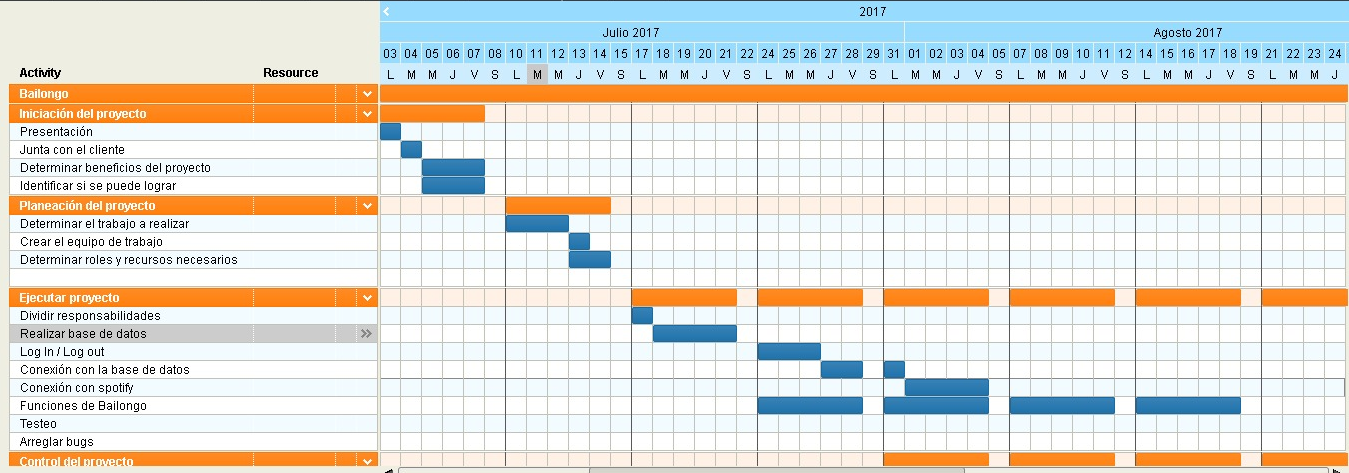 2017
Julio 2017 Agosto 2017
03 04 05 06 07 08 10 11 12 13 14 15 17 18 19 20 21 22 24 25 26 27 28 29 31 01 02 03 04 05 07 08 09 10 11 12 14 15 16 17 18 19 21 22 23 24
Activity Resource L M M J V S L M M J V S L M M J V S L M M J V S L M M J V S L M M J V S L M M J V S L M M J
Bailongo
Iniciación del proyecto
Presentación
Junta con el cliente
Determinar beneficios del proyecto
Identificar si se puede lograr
Planeación del proyecto
Determinar el trabajo a realizar
Crear el equipo de trabajo
Determinar roles y recursos necesarios
Ejecutar proyecto
Dividir responsabilidades
Realizar base de datos
Log In / Log out
Conexión con la base de datos
Conexión con spotify
Funciones de Bailongo
Testeo
Arreglar bugs
Control del proyecto